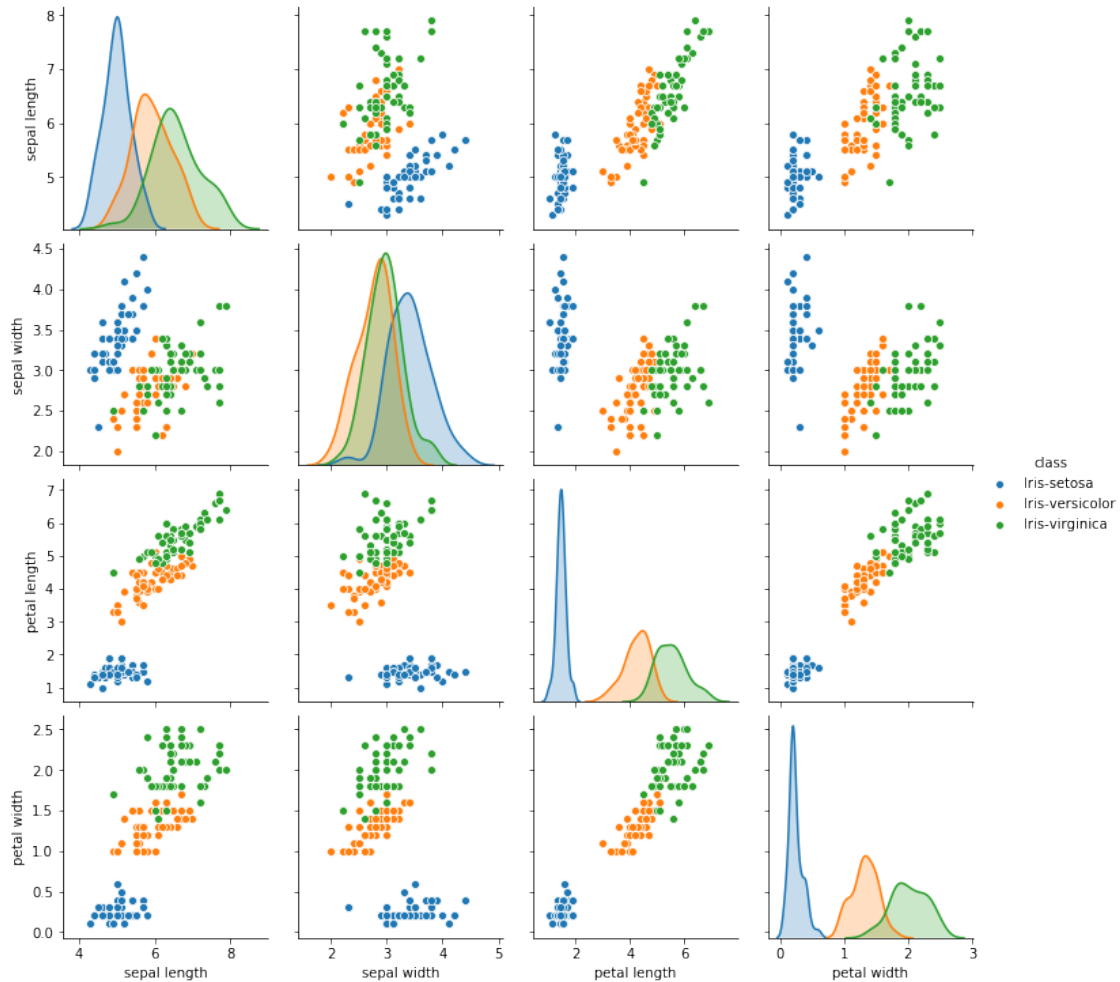 8
7
6
5
sepal length
4.5
4.0
3.5
3.0
2.5
2.0
sepal width
class
Iris-setosa
Iris-versicolor
Iris-virginica
7
6
5
4
3
2
1
petal length
2.5
2.0
1.5
1.0
0.5
0.0
petal width
4 6 8
sepal length
2 3 4 5
sepal width
2 4 6
petal length
0 1 2 3
petal width